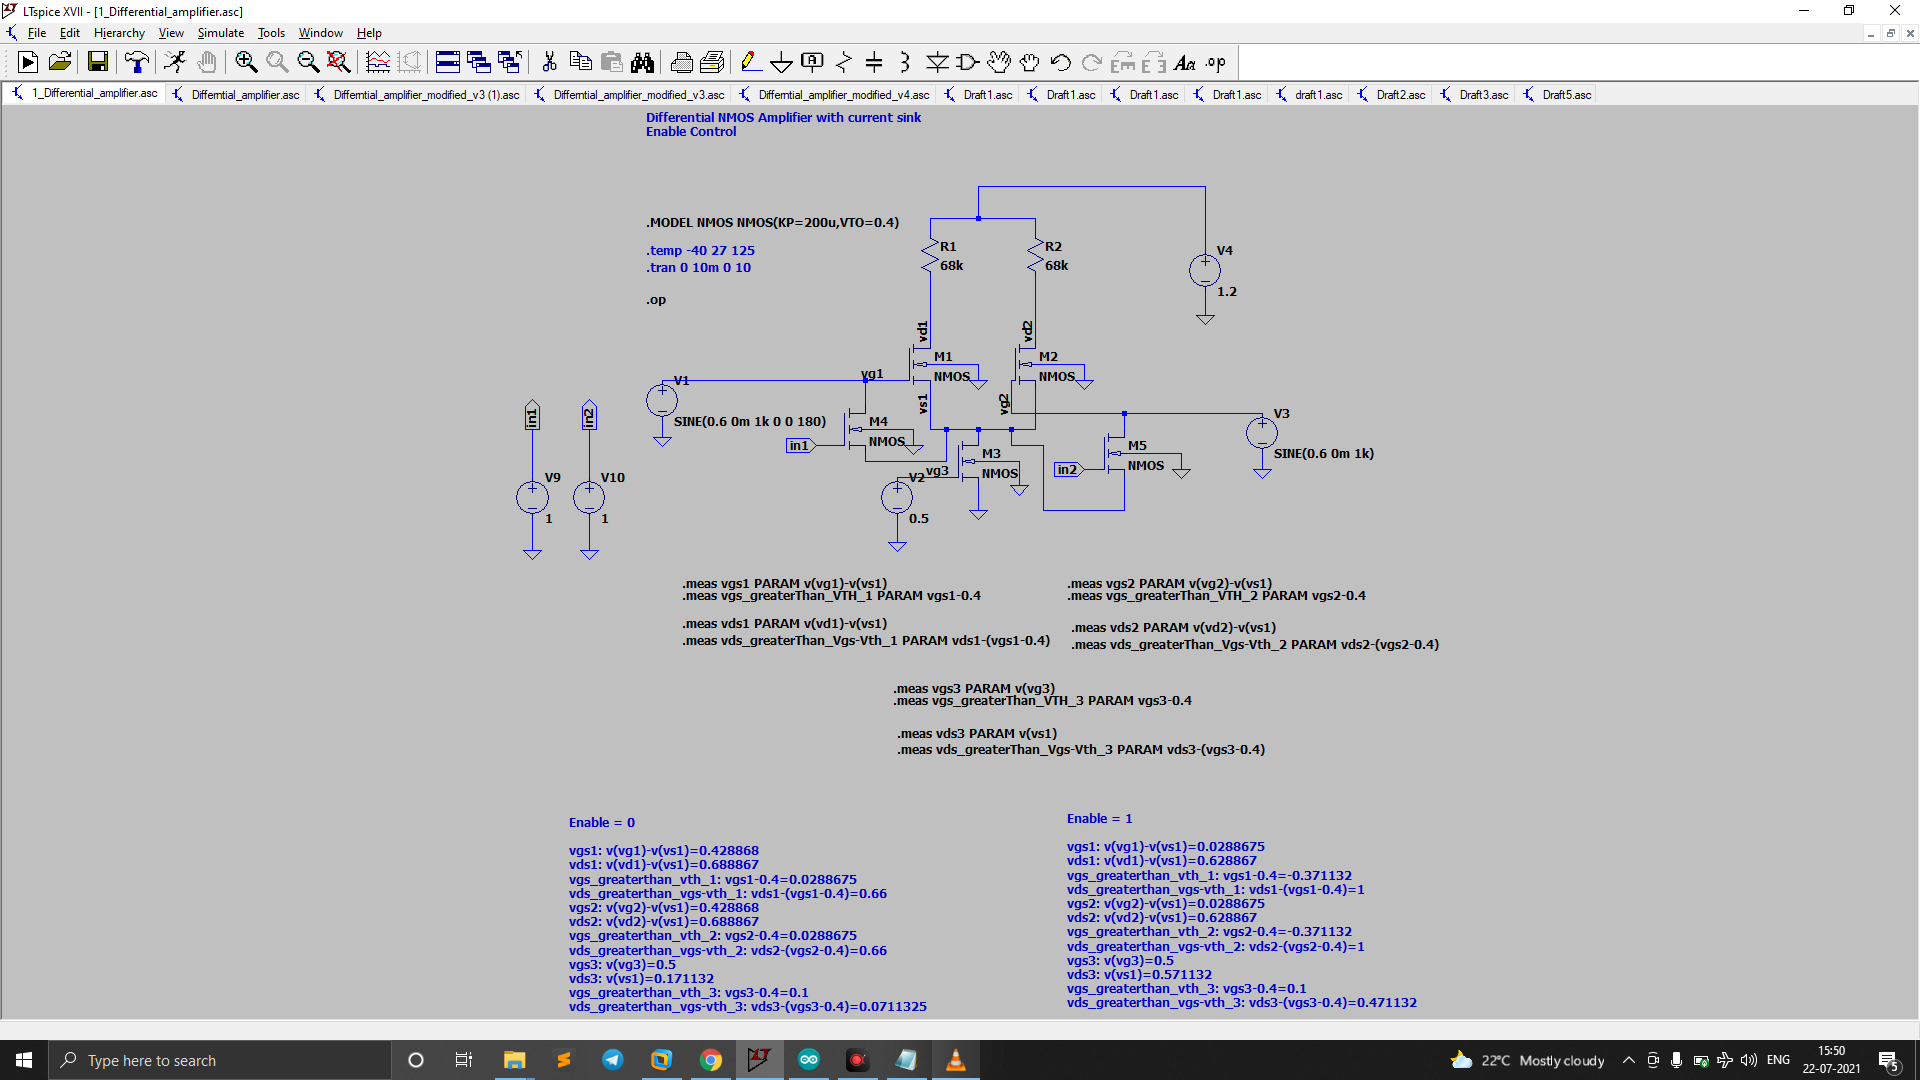 LTspice XVII - [1_Differential_amplifier.asc]
File Edit Hierarchy View Simulate Tools Window Help
1_Differential_amplifier.asc Differntial_amplifier.asc Differntial_amplifier_modified_v3 (1).asc Differntial_amplifier_modified_v3.asc Differntial_amplifier_modified_v4.asc Draft1.asc Draft1.asc Draft1.asc Draft1.asc draft1.asc Draft2.asc Draft3.asc Draft5.asc
Differential NMOS Amplifier with current sink
Enable Control
.MODEL NMOS NMOS(KP=200u,VTO=0.4)
.temp -40 27 125
.tran 0 10m 0 10
.op
R1
68k
R2
68k
V4
1.2
vd1
vd2
M1
NMOS
M2
NMOS
vg1
vs1
vg2
V1
SINE(0.6 0m 1k 0 0 180)
M4
NMOS
in1
M3
NMOS
vg3
V2
0.5
M5
NMOS
in2
V3
SINE(0.6 0m 1k)
in1
in2
V9
1
V10
1
.meas vgs1 PARAM v(vg1)-v(vs1)
.meas vgs_greaterThan_VTH_1 PARAM vgs1-0.4
.meas vds1 PARAM v(vd1)-v(vs1)
.meas vds_greaterThan_Vgs-Vth_1 PARAM vds1-(vgs1-0.4)
.meas vgs2 PARAM v(vg2)-v(vs1)
.meas vgs_greaterThan_VTH_2 PARAM vgs2-0.4
.meas vds2 PARAM v(vd2)-v(vs1)
.meas vds_greaterThan_Vgs-Vth_2 PARAM vds2-(vgs2-0.4)
.meas vgs3 PARAM v(vg3)
.meas vgs_greaterThan_VTH_3 PARAM vgs3-0.4
.meas vds3 PARAM v(vs1)
.meas vds_greaterThan_Vgs-Vth_3 PARAM vds3-(vgs3-0.4)
Enable = 0
vgs1: v(vg1)-v(vs1)=0.428868
vds1: v(vd1)-v(vs1)=0.688867
vgs_greaterthan_vth_1: vgs1-0.4=0.0288675
vds_greaterthan_vgs-vth_1: vds1-(vgs1-0.4)=0.66
vgs2: v(vg2)-v(vs1)=0.428868
vds2: v(vd2)-v(vs1)=0.688867
vgs_greaterthan_vth_2: vgs2-0.4=0.0288675
vds_greaterthan_vgs-vth_2: vds2-(vgs2-0.4)=0.66
vgs3: v(vg3)=0.5
vds3: v(vs1)=0.171132
vgs_greaterthan_vth_3: vgs3-0.4=0.1
vds_greaterthan_vgs-vth_3: vds3-(vgs3-0.4)=0.0711325
Enable = 1
vgs1: v(vg1)-v(vs1)=0.0288675
vds1: v(vd1)-v(vs1)=0.628867
vgs_greaterthan_vth_1: vgs1-0.4=-0.371132
vds_greaterthan_vgs-vth_1: vds1-(vgs1-0.4)=1
vgs2: v(vg2)-v(vs1)=0.0288675
vds2: v(vd2)-v(vs1)=0.628867
vgs_greaterthan_vth_2: vgs2-0.4=-0.371132
vds_greaterthan_vgs-vth_2: vds2-(vgs2-0.4)=1
vgs3: v(vg3)=0.5
vds3: v(vs1)=0.571132
vgs_greaterthan_vth_3: vgs3-0.4=0.1
vds_greaterthan_vgs-vth_3: vds3-(vgs3-0.4)=0.471132
Type here to search
22°C Mostly cloudy
ENG
15:50
22-07-2021
5